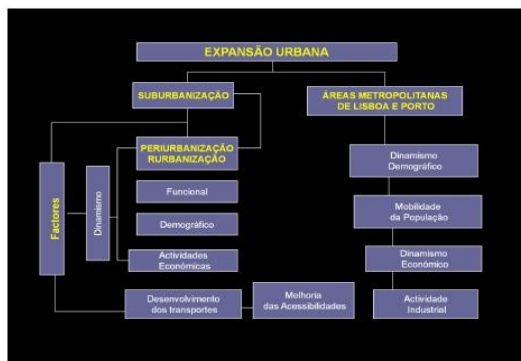 EXPANSÃO URBANA
SUBURBANIZAÇÃO
ÁREAS METROPOLITANAS
DE LISBOA E PORTO
PERIURBANIZAÇÃO
RURBANIZAÇÃO
Factores
Dinamismo
Funcional
Demográfico
Actividades
Económicas
Desenvolvimento
dos transportes
Melhoria
das Acessibilidades
Dinamismo
Demográfico
Mobilidade
da População
Dinamismo
Económico
Actividade
Industrial